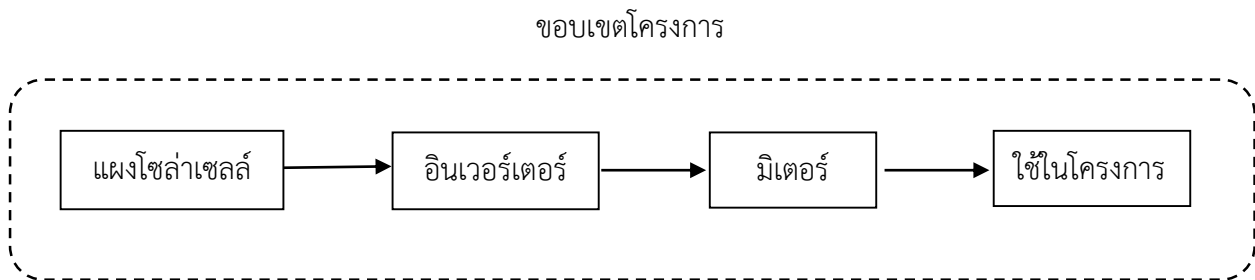 ขอบเขตโครงการ
แผงโซล่าเซลล์
อินเวอร์เตอร์
มิเตอร์
ใช้ในโครงการ